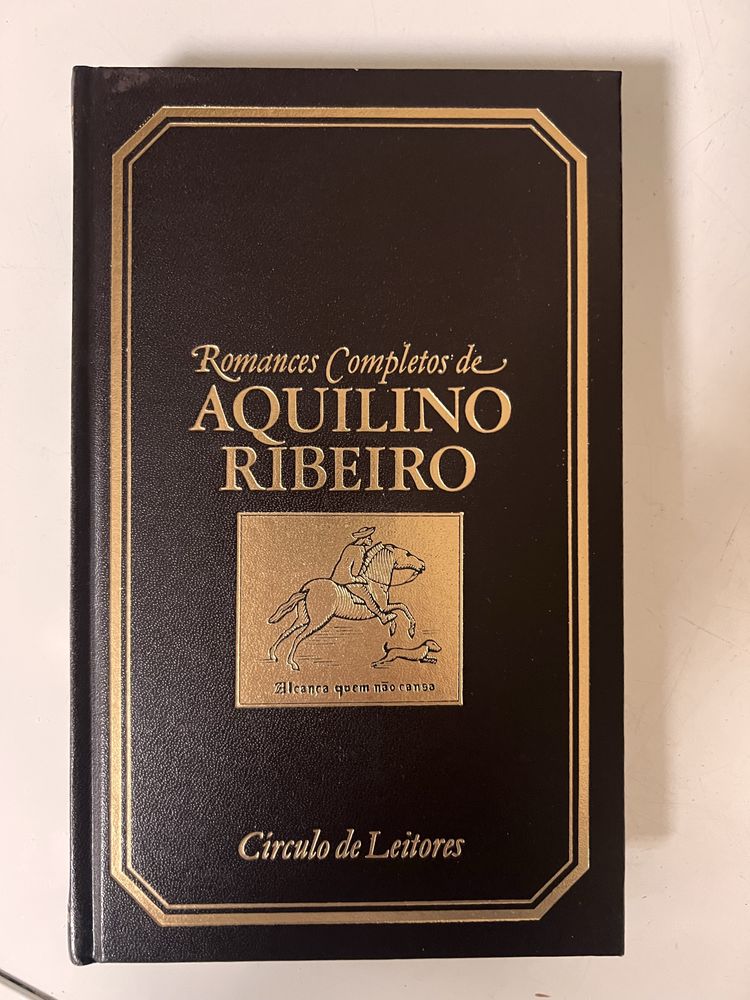 Romances Completos de
AQUILINO
RIBEIRO
Alcança quem não cansa
Círculo de Leitores